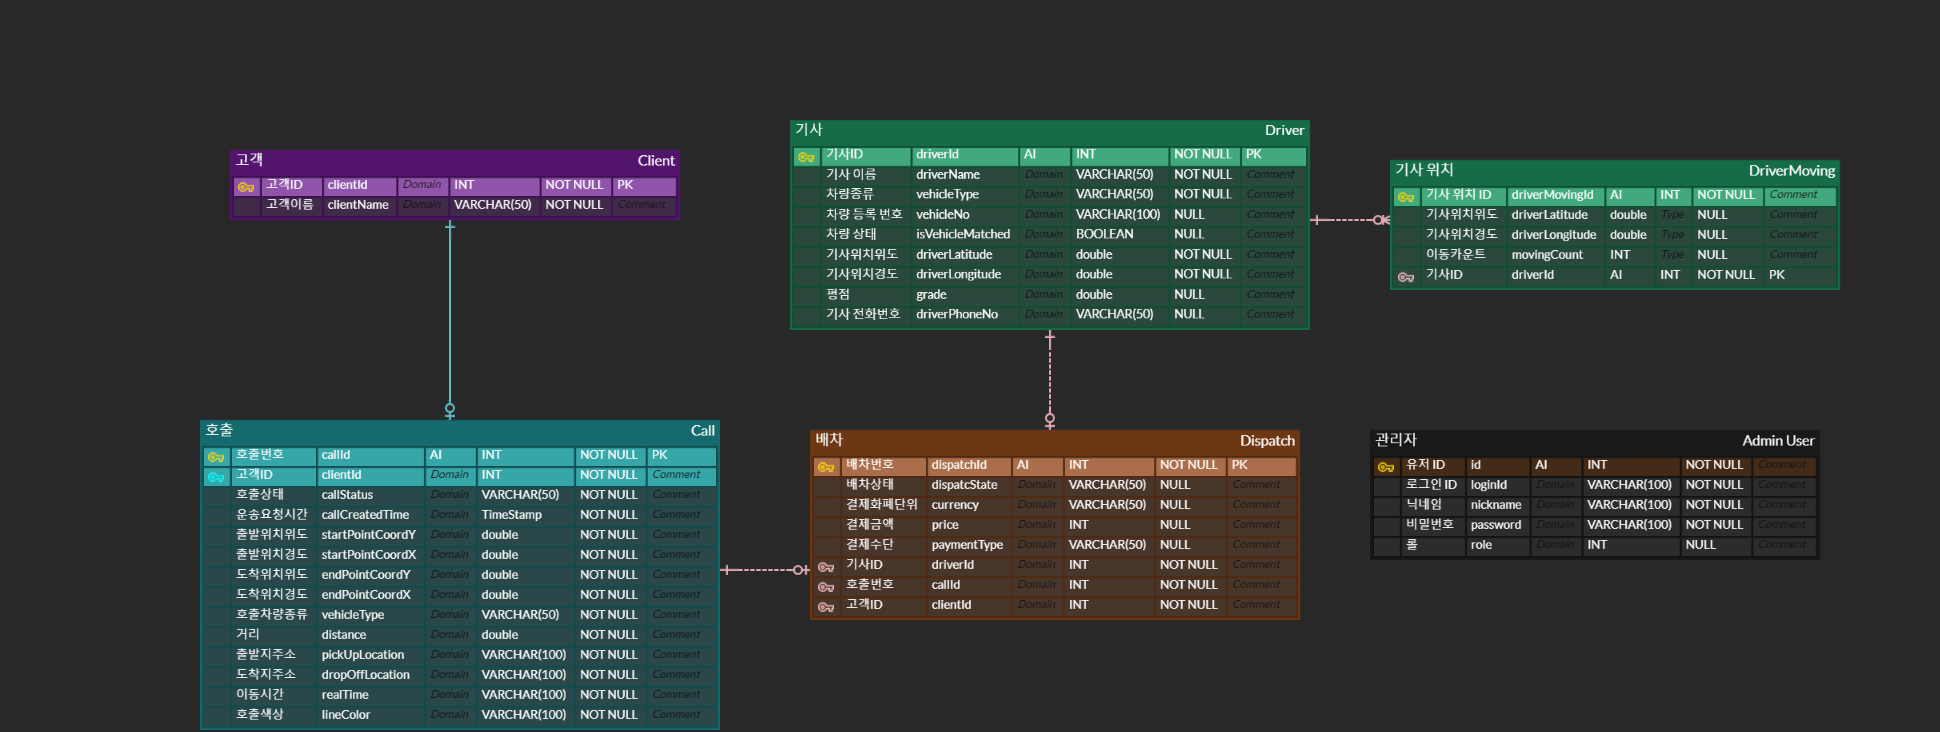 고객 Client
고객ID clientId Domain INT NOT NULL PK
고객이름 clientName Domain VARCHAR(50) NOT NULL Comment
기사 Driver
기사ID driverId AI INT NOT NULL PK
기사 이름 driverName Domain VARCHAR(50) NOT NULL Comment
차량종류 vehicleType Domain VARCHAR(50) NOT NULL Comment
차량 등록 번호 vehicleNo Domain VARCHAR(100) NULL Comment
차량 상태 isVehicleMatched Domain BOOLEAN NULL Comment
기사위치위도 driverLatitude Domain double NOT NULL Comment
기사위치경도 driverLongitude Domain double NOT NULL Comment
평점 grade Domain double NULL Comment
기사 전화번호 driverPhoneNo Domain VARCHAR(50) NULL Comment
기사 위치 DriverMoving
기사 위치 ID driverMovingId AI INT NOT NULL Comment
기사위치위도 driverLatitude double Type NULL Comment
기사위치경도 driverLongitude double Type NULL Comment
이동카운트 movingCount INT Type NULL Comment
기사ID driverId AI INT NOT NULL PK
호출 Call
호출번호 callId AI INT NOT NULL PK
고객ID clientId Domain INT NOT NULL Comment
호출상태 callStatus Domain VARCHAR(50) NOT NULL Comment
운송요청시간 callCreatedTime Domain TimeStamp NOT NULL Comment
출발위치위도 startPointCoordY Domain double NOT NULL Comment
출발위치경도 startPointCoordX Domain double NOT NULL Comment
도착위치위도 endPointCoordY Domain double NOT NULL Comment
도착위치경도 endPointCoordX Domain double NOT NULL Comment
호출차량종류 vehicleType Domain VARCHAR(50) NOT NULL Comment
거리 distance Domain double NOT NULL Comment
출발지주소 pickUpLocation Domain VARCHAR(100) NOT NULL Comment
도착지주소 dropOffLocation Domain VARCHAR(100) NOT NULL Comment
이동시간 realTime Domain VARCHAR(100) NOT NULL Comment
호출색상 lineColor Domain VARCHAR(100) NOT NULL Comment
배차 Dispatch
배차번호 dispatchId AI INT NOT NULL PK
배차상태 dispatcState Domain VARCHAR(50) NULL Comment
결제화폐단위 currency Domain VARCHAR(50) NULL Comment
결제금액 price Domain INT NULL Comment
결제수단 paymentType Domain VARCHAR(50) NULL Comment
기사ID driverId Domain INT NOT NULL Comment
호출번호 callId Domain INT NOT NULL Comment
고객ID clientId Domain INT NOT NULL Comment
관리자 Admin User
유저 ID id AI INT NOT NULL Comment
로그인 ID loginId Domain VARCHAR(100) NOT NULL Comment
닉네임 nickname Domain VARCHAR(100) NOT NULL Comment
비밀번호 password Domain VARCHAR(100) NOT NULL Comment
롤 role Domain INT NULL Comment